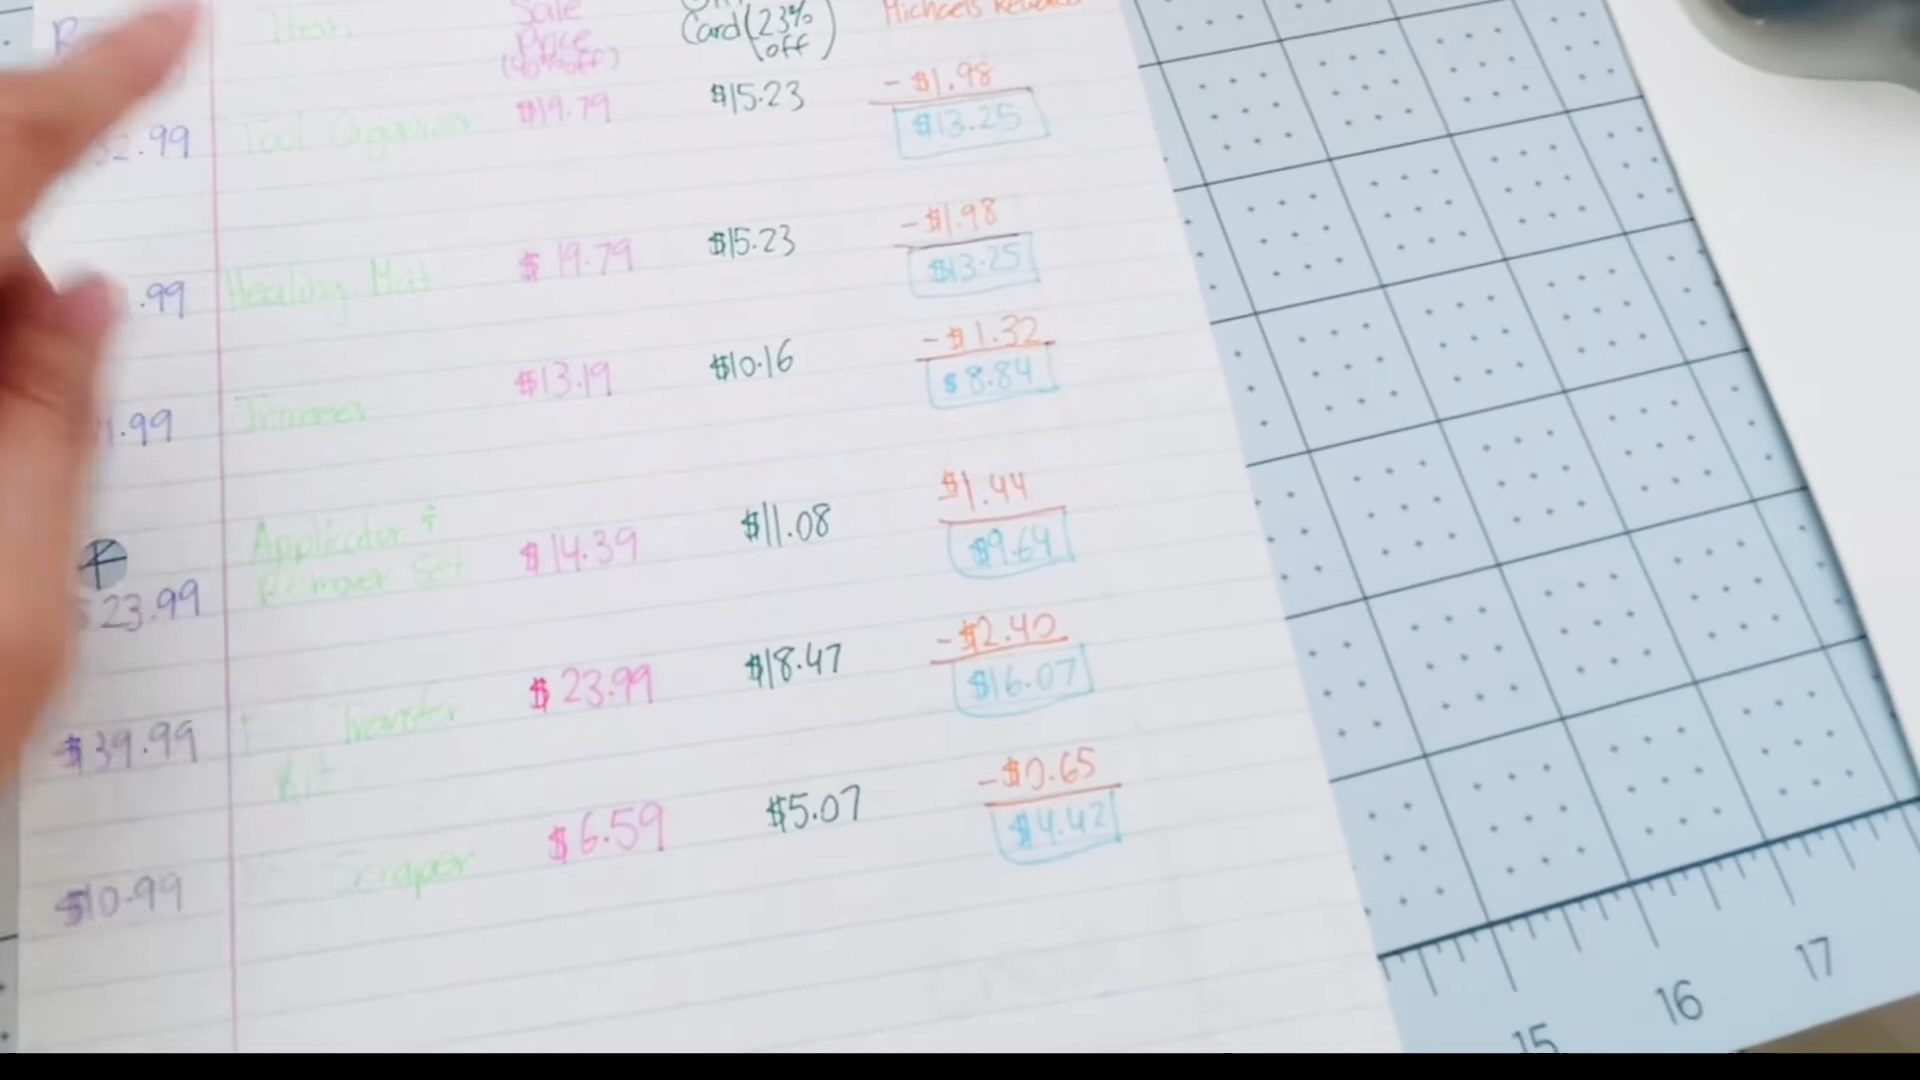 Item Sale Price (40% off) Card (23% off) Michaels
.99 Tool Organizer $19.79 $15.23 - $1.98
$13.25
.99 Healing Mat $19.79 $15.23 - $1.98
$13.25
.99 Trimmer $13.19 $10.16 - $1.32
$8.84
$23.99 Applicator & Remover Set $14.39 $11.08 $1.44
$9.64
$39.99 Transfer Kit $23.99 $18.47 - $2.40
$16.07
$10.99 Scraper $6.59 $5.07 - $0.65
$4.42
15 16 17